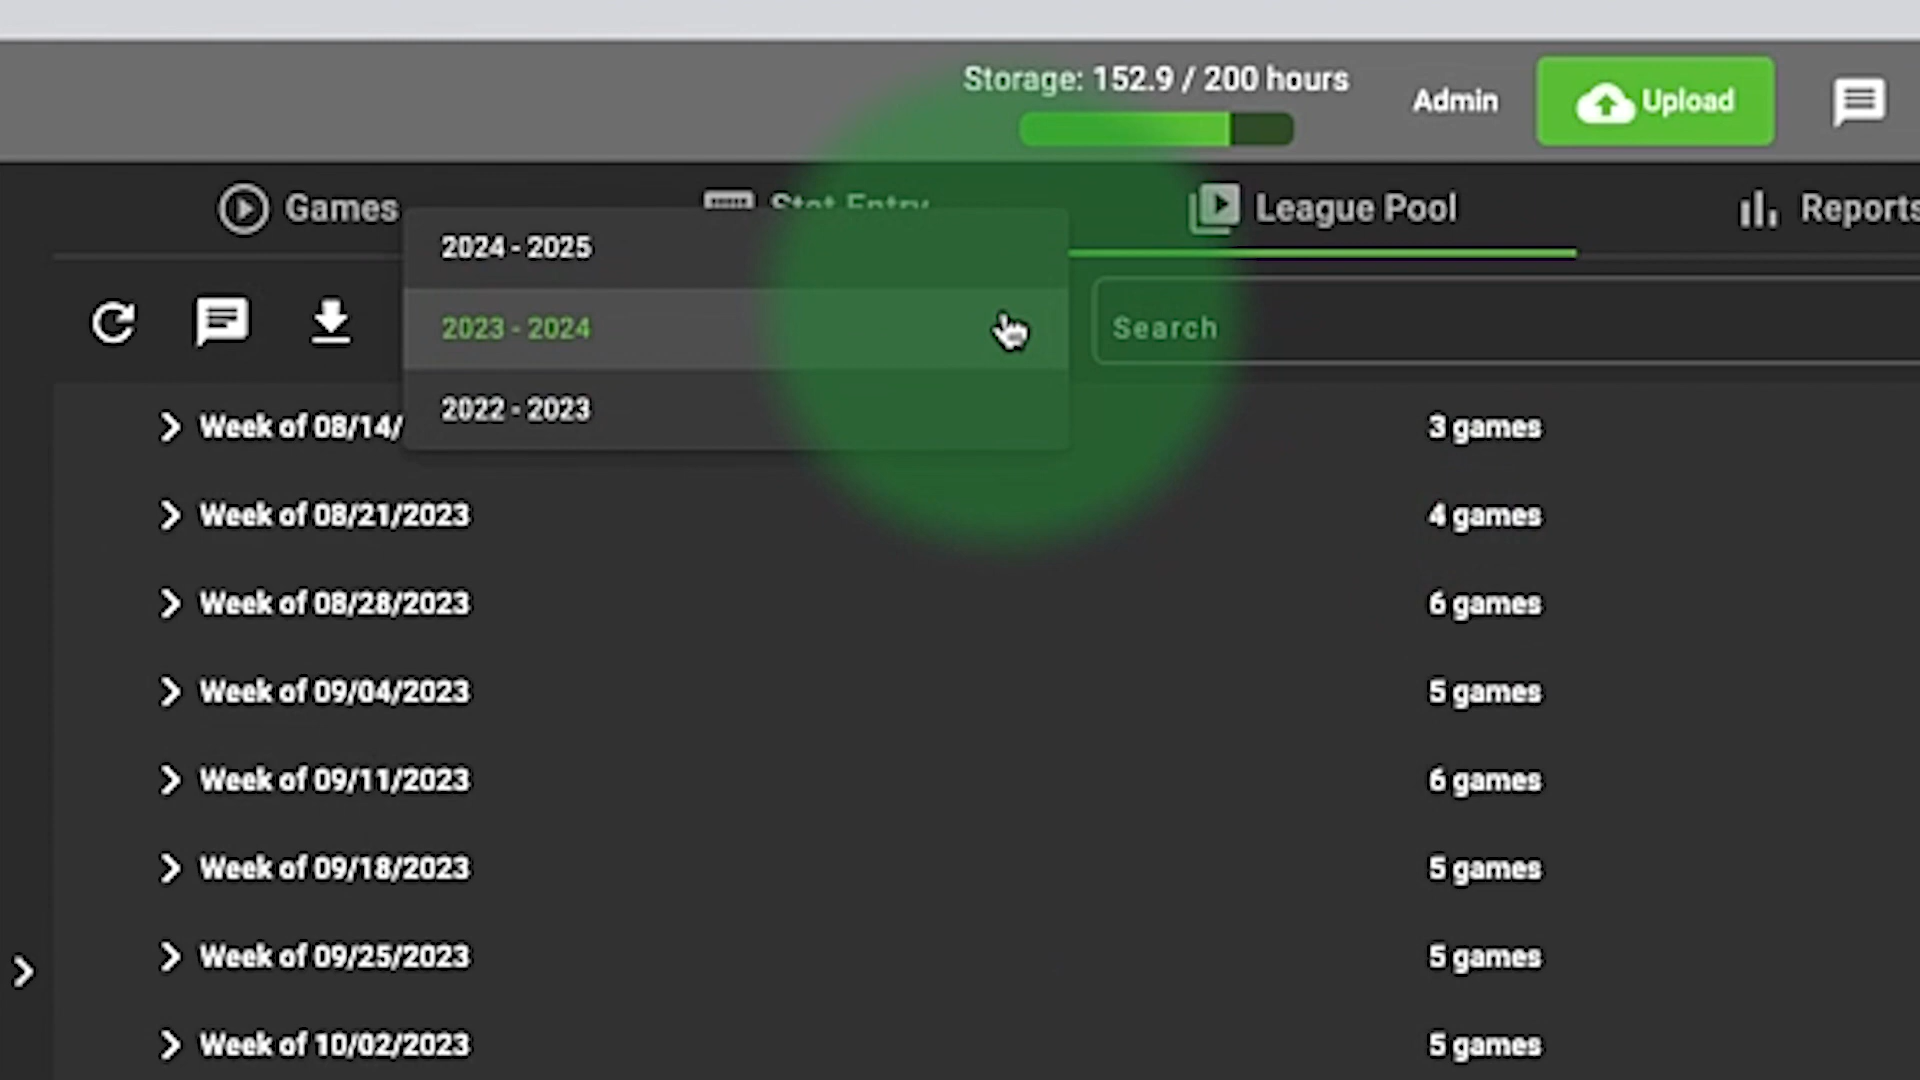 Storage: 152.9 / 200 hours
Admin
Upload
Games
Stat Entry
League Pool
Reports
2024 - 2025
2023 - 2024
2022 - 2023
Search
Week of 08/14/
3 games
Week of 08/21/2023
4 games
Week of 08/28/2023
6 games
Week of 09/04/2023
5 games
Week of 09/11/2023
6 games
Week of 09/18/2023
5 games
Week of 09/25/2023
5 games
Week of 10/02/2023
5 games